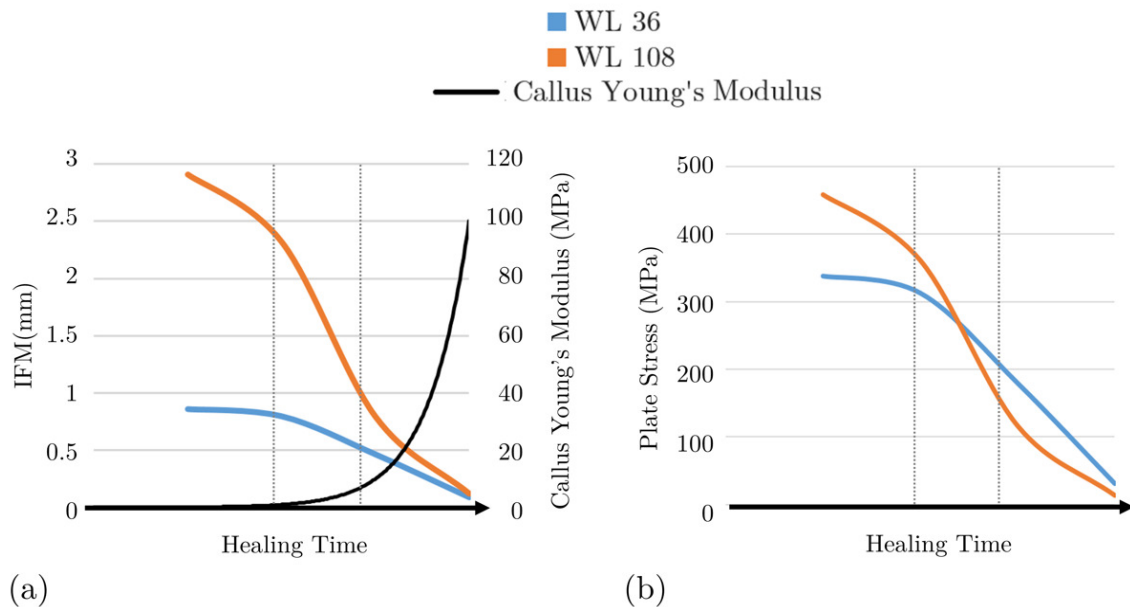 WL 36
WL 108
Callus Young's Modulus
3
2.5
2
1.5
1
0.5
0
IFM(mm)
120
100
80
60
40
20
0
Callus Young's Modulus (MPa)
Healing Time
(a)
500
400
300
200
100
0
Plate Stress (MPa)
Healing Time
(b)